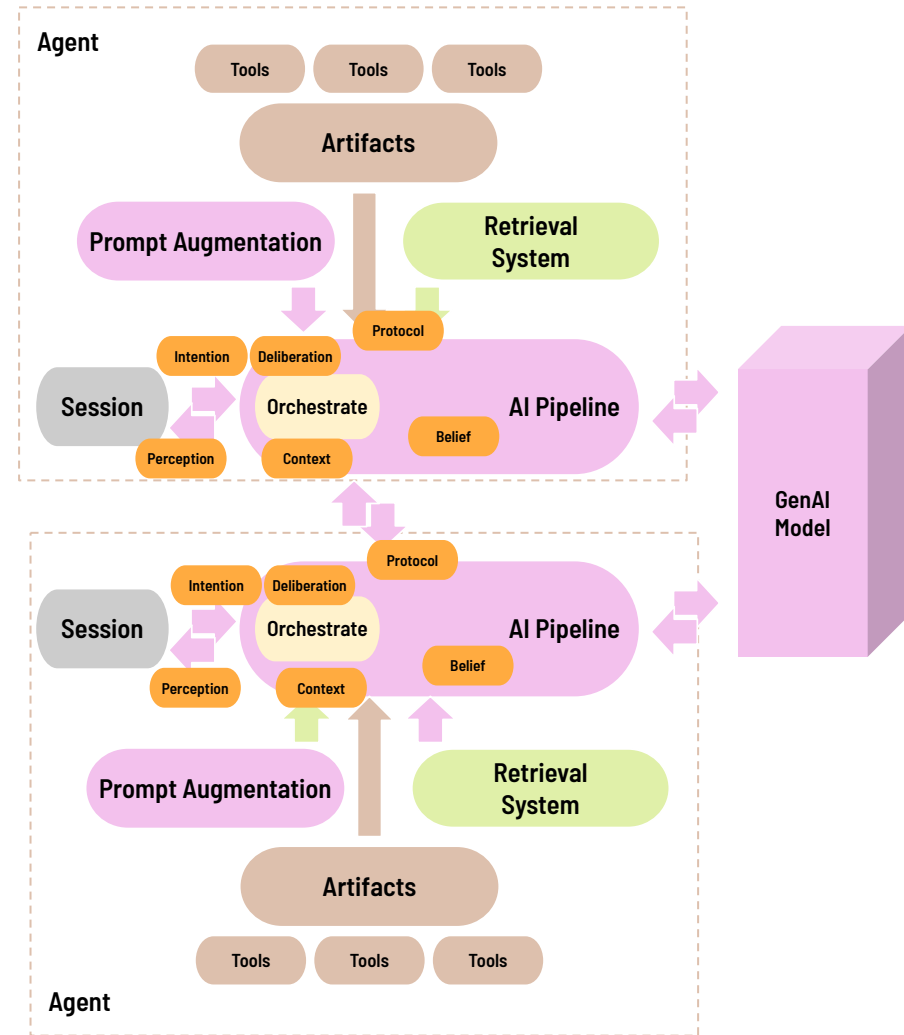 Agent
Tools
Tools
Tools
Artifacts
Prompt Augmentation
Retrieval
System
Protocol
Intention
Deliberation
Session
Orchestrate
AI Pipeline
Belief
Perception
Context
GenAI
Model
Protocol
Intention
Deliberation
Session
Orchestrate
AI Pipeline
Belief
Perception
Context
Prompt Augmentation
Retrieval
System
Artifacts
Tools
Tools
Tools
Agent